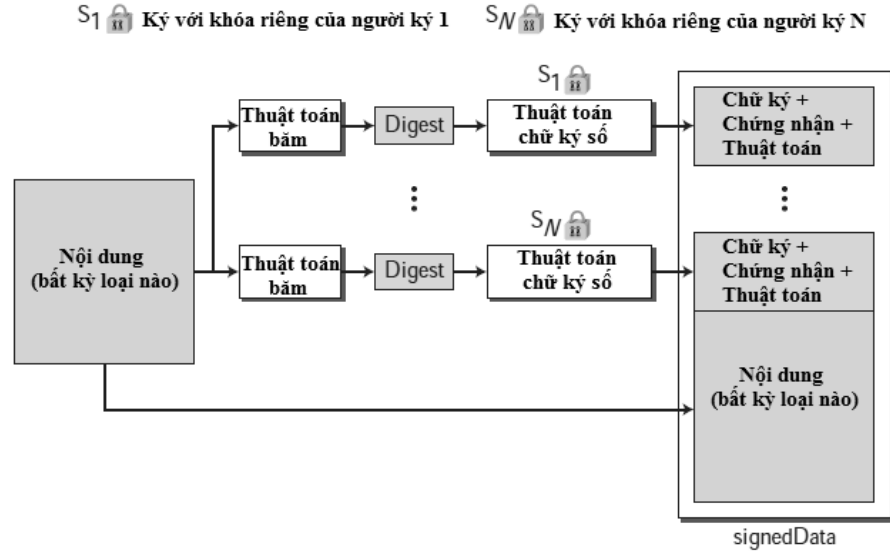 S1 Ký với khóa riêng của người ký 1
SN Ký với khóa riêng của người ký N
S1
Thuật toán
băm
Digest
Thuật toán
chữ ký số
Chữ ký +
Chứng nhận +
Thuật toán
Nội dung
(bất kỳ loại nào)
SN
Thuật toán
băm
Digest
Thuật toán
chữ ký số
Chữ ký +
Chứng nhận +
Thuật toán
Nội dung
(bất kỳ loại nào)
signedData